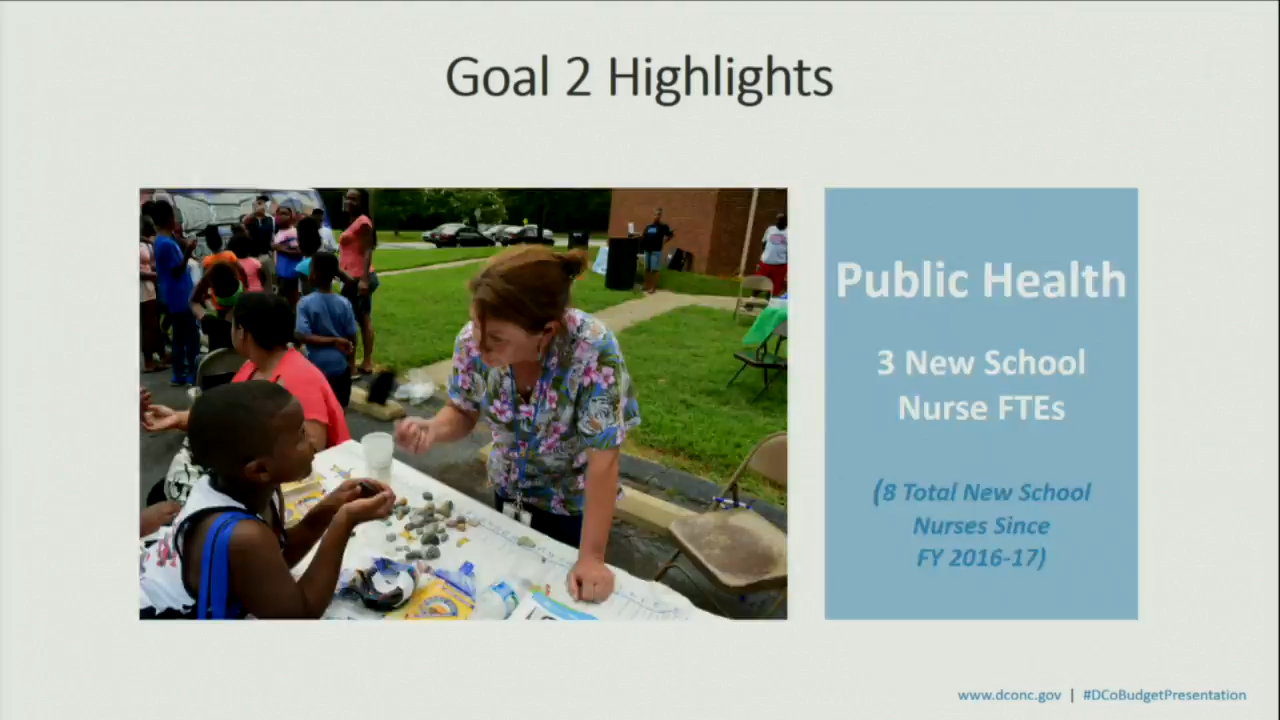 Goal 2 Highlights
Public Health
3 New School
Nurse FTEs
(8 Total New School
Nurses Since
FY 2016-17)
www.dconc.gov | #DCoBudgetPresentation